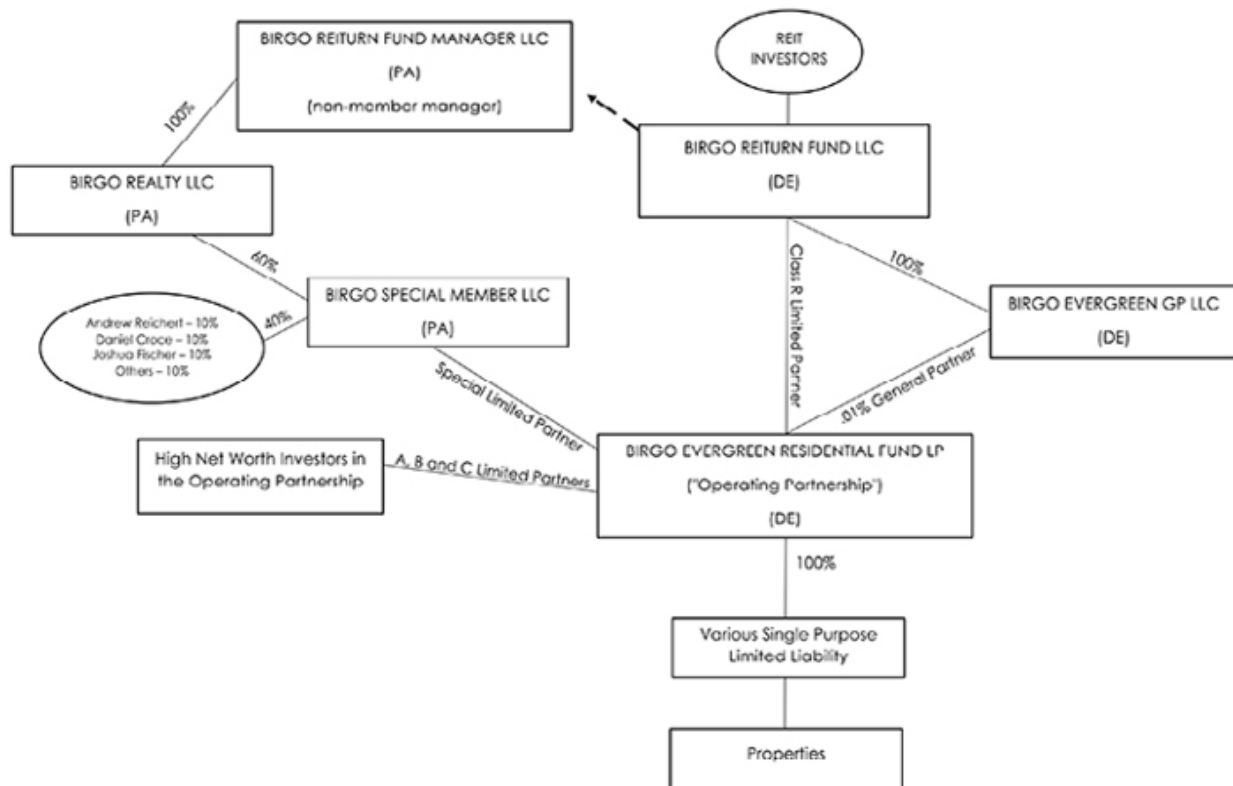 BIRGO REITURN FUND MANAGER LLC
(PA)
(non-member manager)
REIT
INVESTORS
100%
BIRGO REITURN FUND LLC
(DE)
BIRGO REALTY LLC
(PA)
60%
Class R Limited Partner
100%
BIRGO SPECIAL MEMBER LLC
(PA)
BIRGO EVERGREEN GP LLC
(DE)
Andrew Reichert – 10%
Daniel Croce – 10%
Joshua Fischer – 10%
Others – 10%
40%
Special Limited Partner
.01% General Partner
High Net Worth Investors in
the Operating Partnership
A, B and C Limited Partners
BIRGO EVERGREEN RESIDENTIAL FUND LP
("Operating Partnership")
(DE)
100%
Various Single Purpose
Limited Liability
Properties